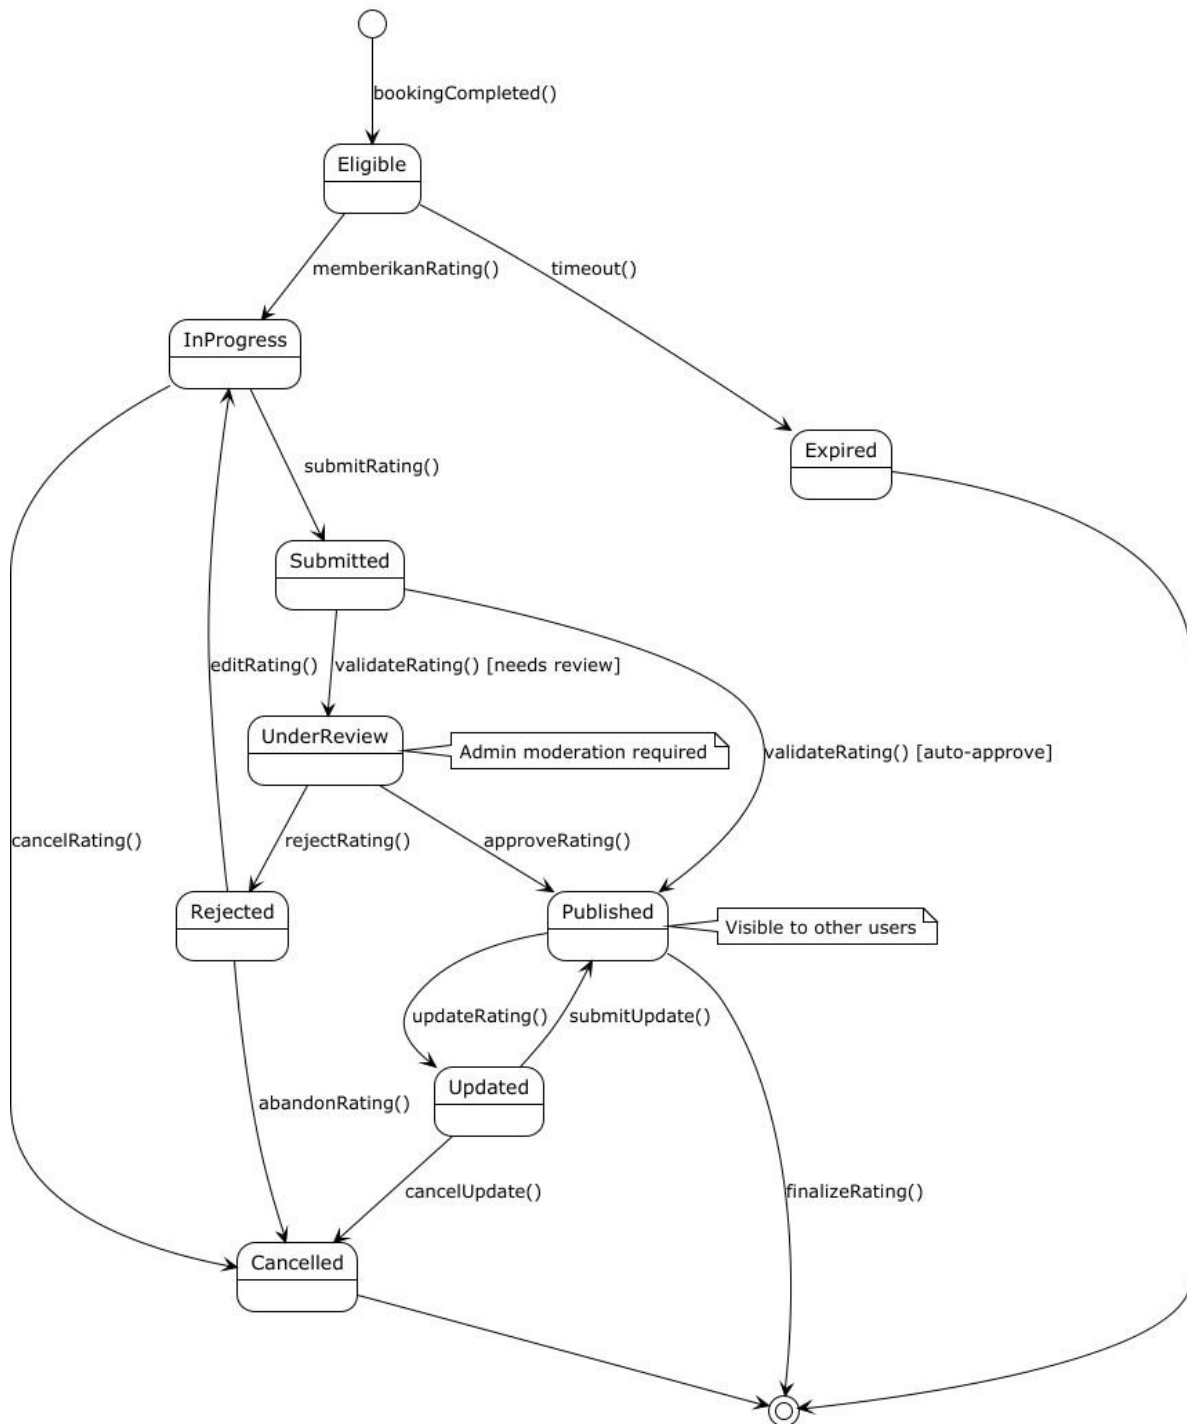 bookingCompleted()
Eligible
memberikanRating()
timeout()
InProgress
Expired
submitRating()
Submitted
editRating()
validateRating() [needs review]
UnderReview
Admin moderation required
validateRating() [auto-approve]
cancelRating()
rejectRating()
approveRating()
Rejected
Published
Visible to other users
updateRating()
submitUpdate()
Updated
abandonRating()
cancelUpdate()
finalizeRating()
Cancelled